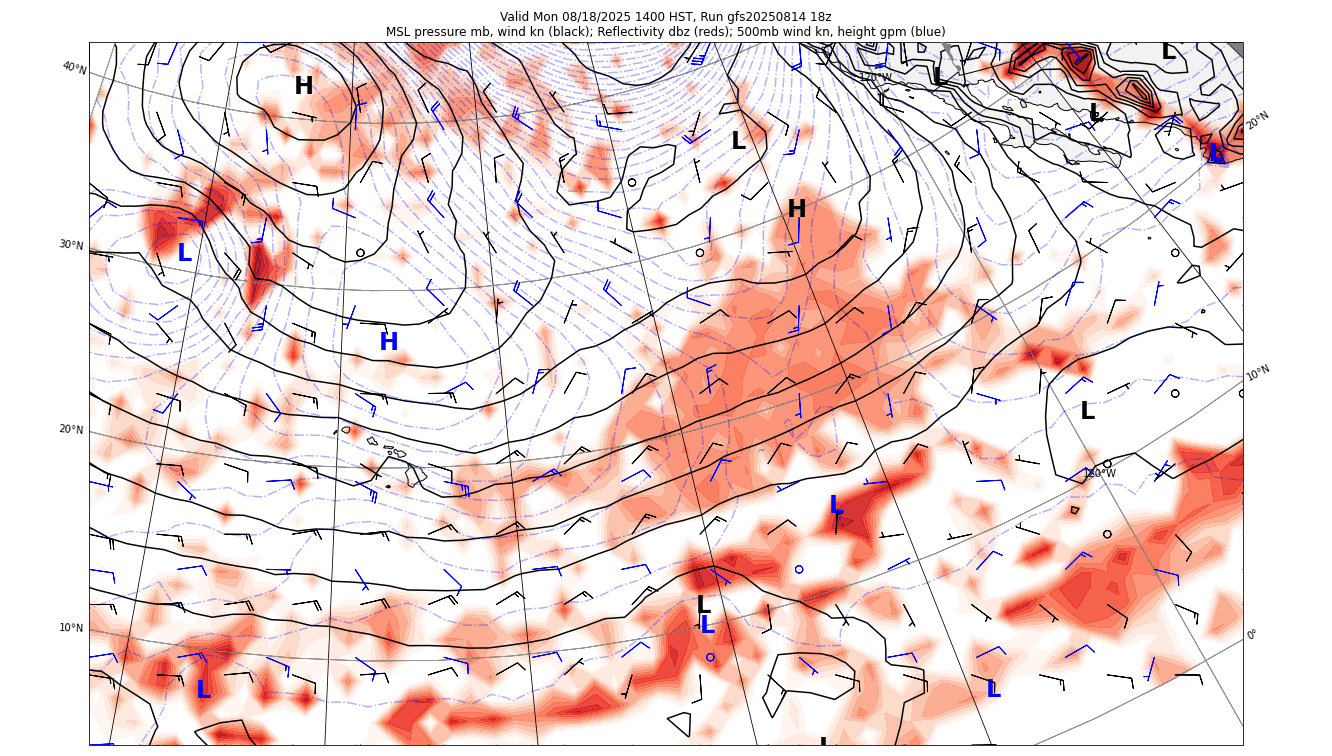 Valid Mon 08/18/2025 1400 HST, Run gfs20250814 18z
MSL pressure mb, wind kn (black); Reflectivity dbz (reds); 500mb wind kn, height gpm (blue)
L
40°N
120°W
L
H
L
20°N
L
L
H
30°N
L
H
10°N
L
20°N
160°W
L
L
10°N
L
0°
L
L
L